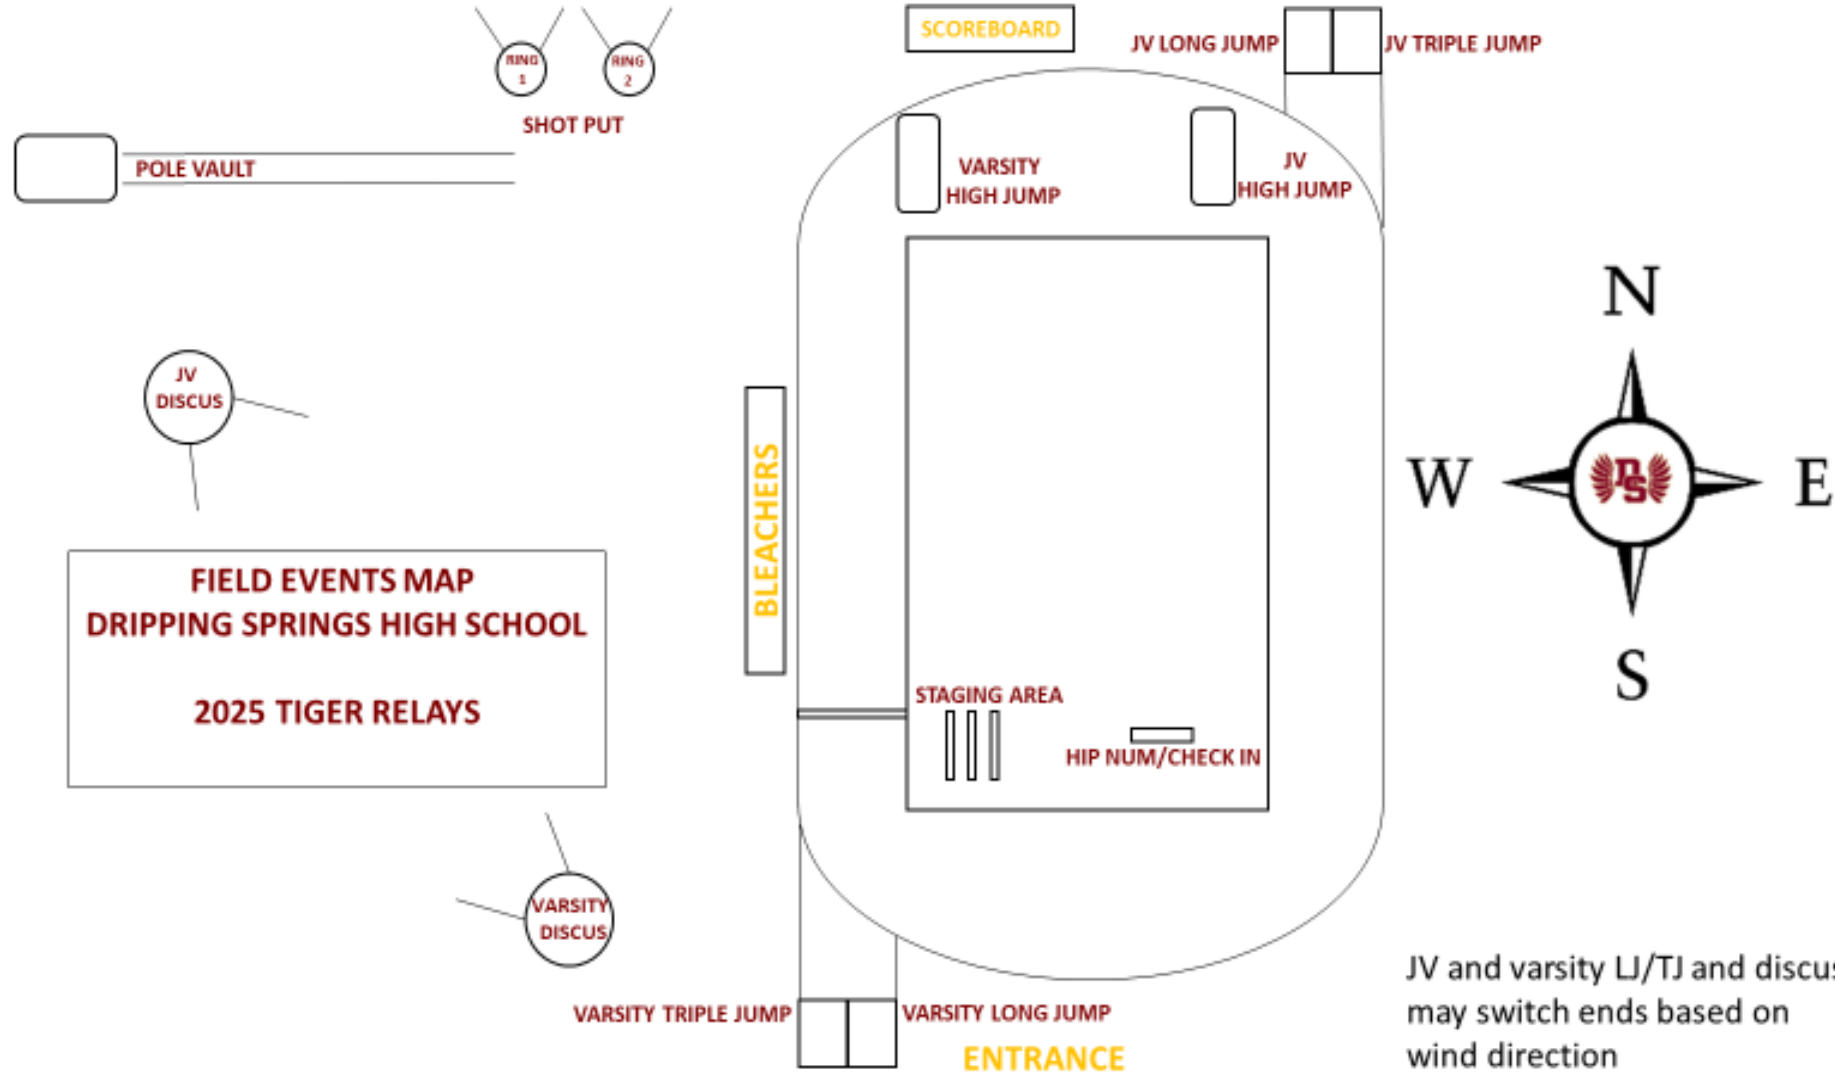 SCOREBOARD
JV LONG JUMP
JV TRIPLE JUMP
RING
1
RING
2
SHOT PUT
POLE VAULT
VARSITY
HIGH JUMP
JV
HIGH JUMP
N
W
DS
E
S
JV
DISCUS
BLEACHERS
FIELD EVENTS MAP
DRIPPING SPRINGS HIGH SCHOOL
2025 TIGER RELAYS
STAGING AREA
HIP NUM/CHECK IN
VARSITY
DISCUS
VARSITY TRIPLE JUMP
VARSITY LONG JUMP
ENTRANCE
JV and varsity LJ/TJ and discus
may switch ends based on
wind direction